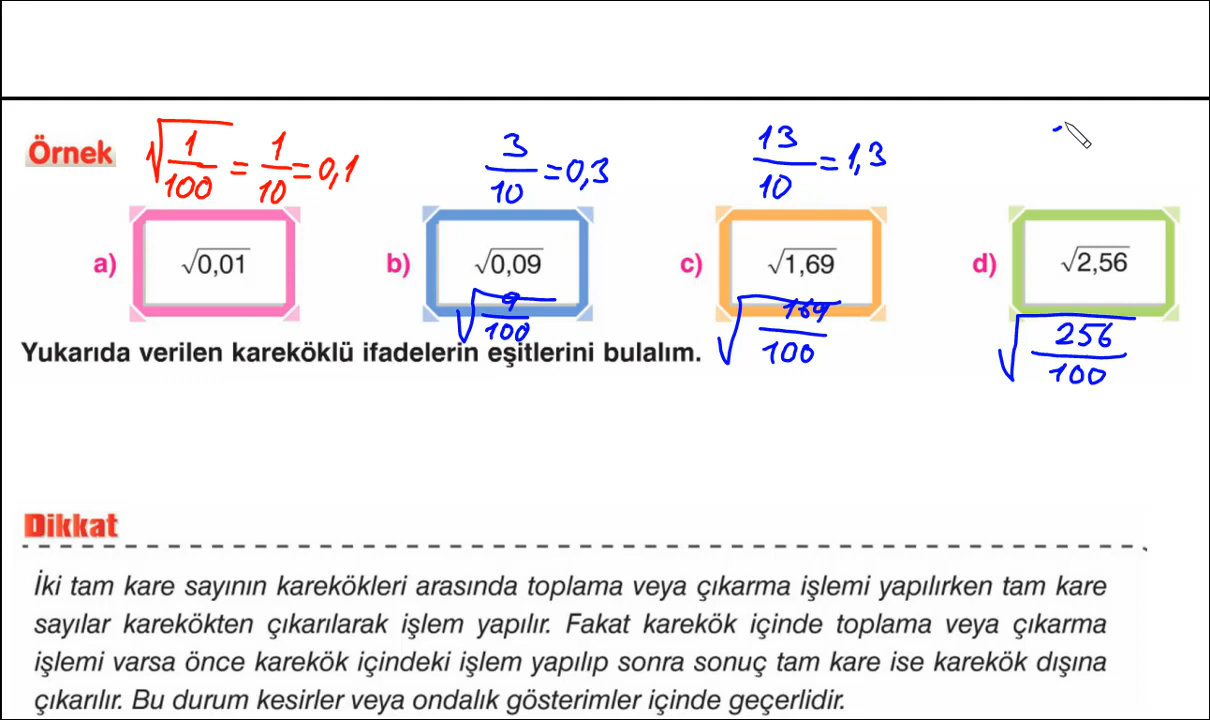 Örnek √1/100 = 1/10 = 0,1 3/10 = 0,3 13/10 = 1,3
a) √0,01 b) √0,09 c) √1,69 d) √2,56
√9/100 √169/100 √256/100
Yukarıda verilen kareköklü ifadelerin eşitlerini bulalım.
Dikkat
İki tam kare sayının karekökleri arasında toplama veya çıkarma işlemi yapılırken tam kare
sayılar karekökten çıkarılarak işlem yapılır. Fakat karekök içinde toplama veya çıkarma
işlemi varsa önce karekök içindeki işlem yapılıp sonra sonuç tam kare ise karekök dışına
çıkarılır. Bu durum kesirler veya ondalık gösterimler içinde geçerlidir.